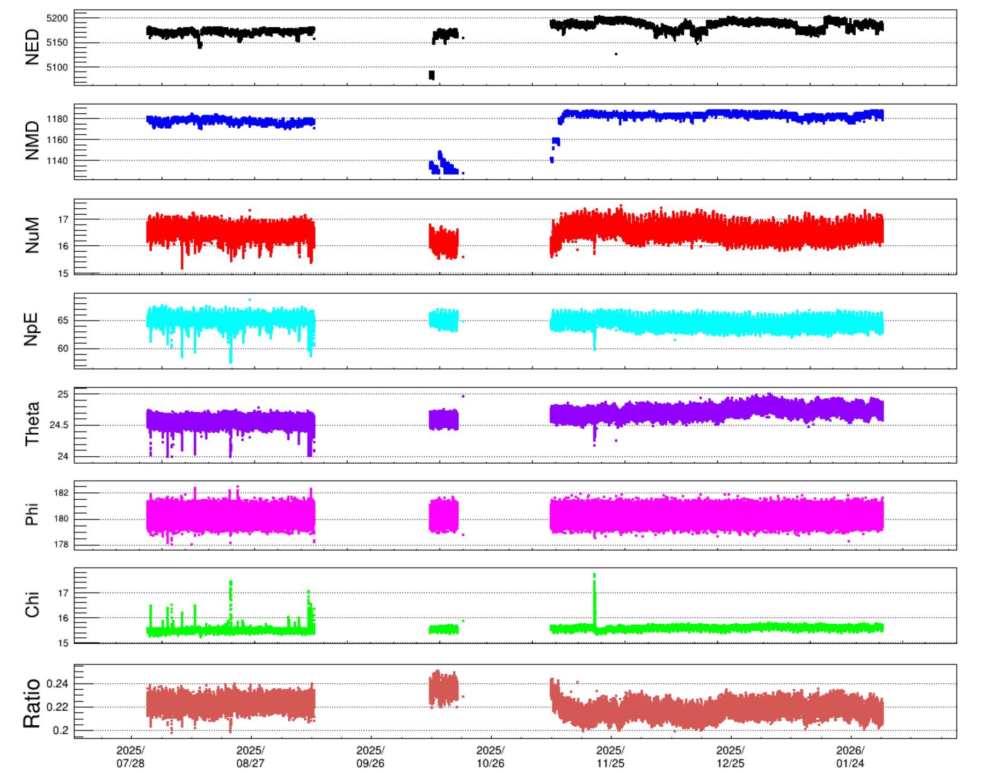 NED
5200
5150
5100
NMD
1180
1160
1140
NuM
17
16
15
NpE
65
60
Theta
25
24.5
24
Phi
182
180
178
Chi
17
16
15
Ratio
0.24
0.22
0.2
2025/ 2025/ 2025/ 2025/ 2025/ 2025/ 2026/
07/28 08/27 09/26 10/26 11/25 12/25 01/24